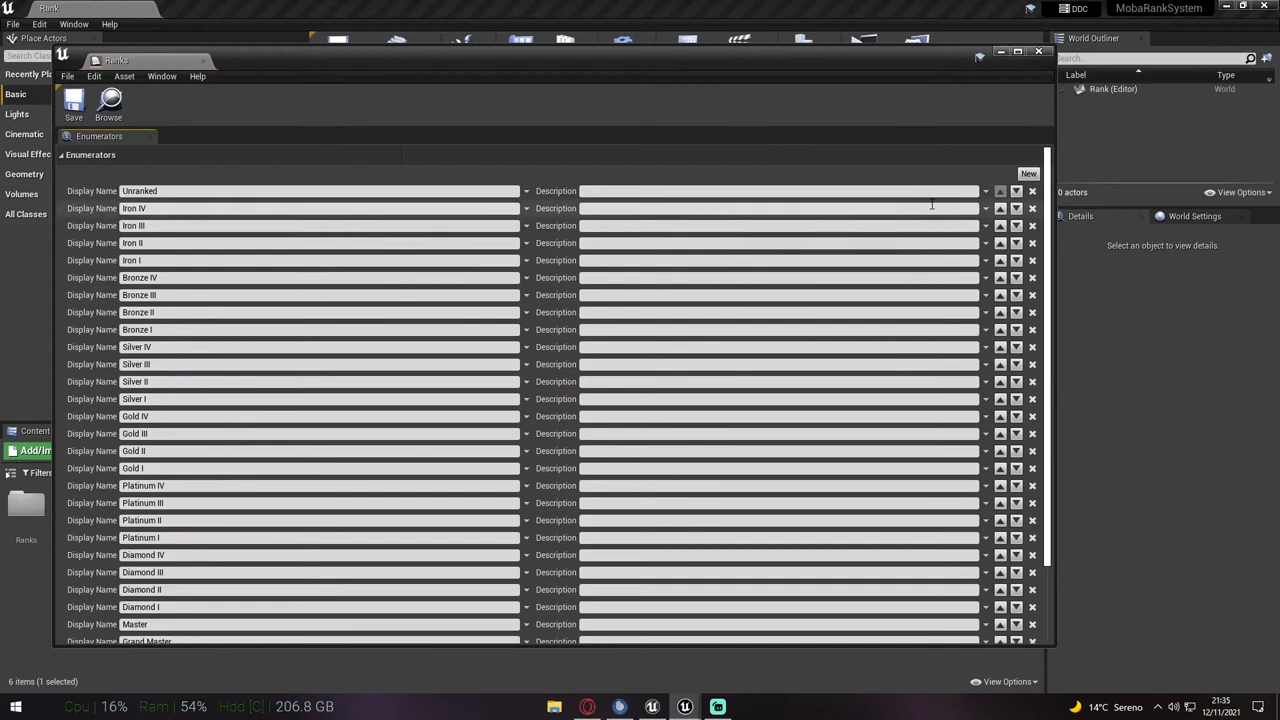 Rank
DDC
MobaRankSystem
File Edit Window Help
Place Actors
World Outliner
Ranks
Search Clas
Search...
Recently Pla
File Edit Asset Window Help
Label Type
Basic
Rank (Editor) World
Lights
Save Browse
Cinematic
Enumerators
Visual Effec
Enumerators
Geometry
New
Volumes
0 actors View Options
Display Name Unranked Description
Display Name Iron IV Description
All Classes
Details World Settings
Display Name Iron III Description
Display Name Iron II Description
Select an object to view details.
Display Name Iron I Description
Display Name Bronze IV Description
Display Name Bronze III Description
Display Name Bronze II Description
Display Name Bronze I Description
Display Name Silver IV Description
Display Name Silver III Description
Display Name Silver II Description
Display Name Silver I Description
Display Name Gold IV Description
Content
Display Name Gold III Description
Add/Im
Display Name Gold II Description
Filters
Display Name Gold I Description
Display Name Platinum IV Description
Display Name Platinum III Description
Display Name Platinum II Description
Ranks
Display Name Platinum I Description
Display Name Diamond IV Description
Display Name Diamond III Description
Display Name Diamond II Description
Display Name Diamond I Description
Display Name Master Description
Display Name Grand Master Description
6 items (1 selected) View Options
Cpu | 16% Ram | 54% Hdd [C] | 206.8 GB
14°C Sereno
21:35
12/11/2021